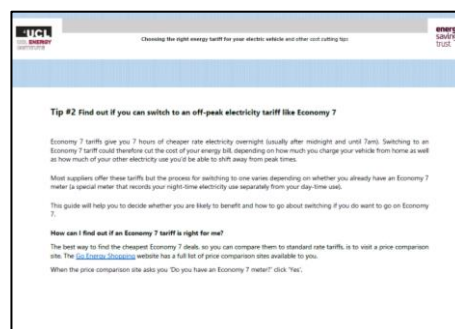 UCL
ENERGY
INSTITUTE
Choosing the right energy tariff for your electric vehicle and other cost cutting tips
energy
saving
trust
Tip #2 Find out if you can switch to an off-peak electricity tariff like Economy 7
Economy 7 tariffs give you 7 hours of cheaper rate electricity overnight (usually after midnight and until 7am). Switching to an
Economy 7 tariff could therefore cut the cost of your energy bill, depending on how much you charge your vehicle from home as well
as how much of your other electricity use you'd be able to shift away from peak times.
Most suppliers offer these tariffs but the process for switching to one varies depending on whether you already have an Economy 7
meter (a special meter that records your night-time electricity use separately from your day-time use).
This guide will help you to decide whether you are likely to benefit and how to go about switching if you do want to go on Economy
7.
How can I find out if an Economy 7 tariff is right for me?
The best way to find the cheapest Economy 7 deals, so you can compare them to standard rate tariffs, is to visit a price comparison
site. The Go Energy Shopping website has a full list of price comparison sites available to you.
When the price comparison site asks you 'Do you have an Economy 7 meter?' click 'Yes'.